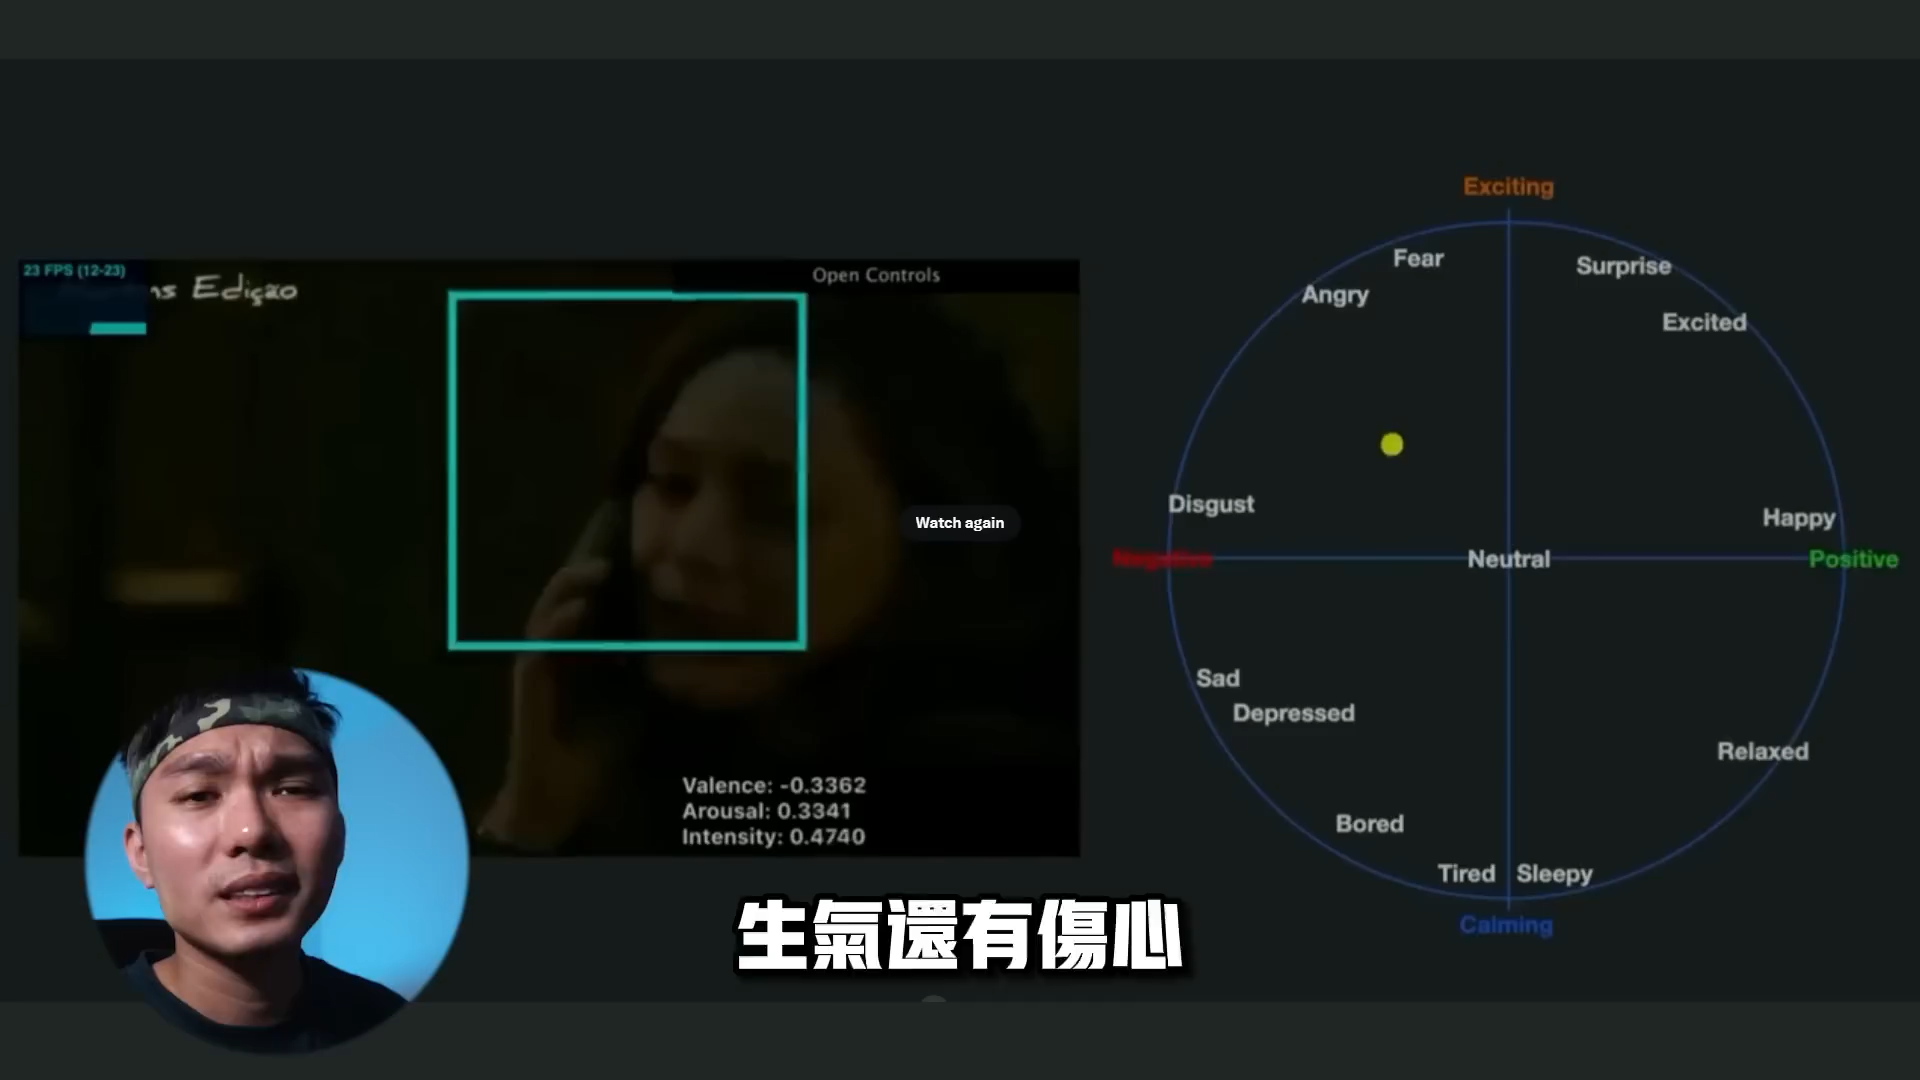 23 FPS (12-23)
ns Edição
Open Controls
Watch again
Valence: -0.3362
Arousal: 0.3341
Intensity: 0.4740
Exciting
Fear
Surprise
Angry
Excited
Disgust
Happy
Negative
Neutral
Positive
Sad
Depressed
Relaxed
Bored
Tired
Sleepy
Calming
生氣還有傷心